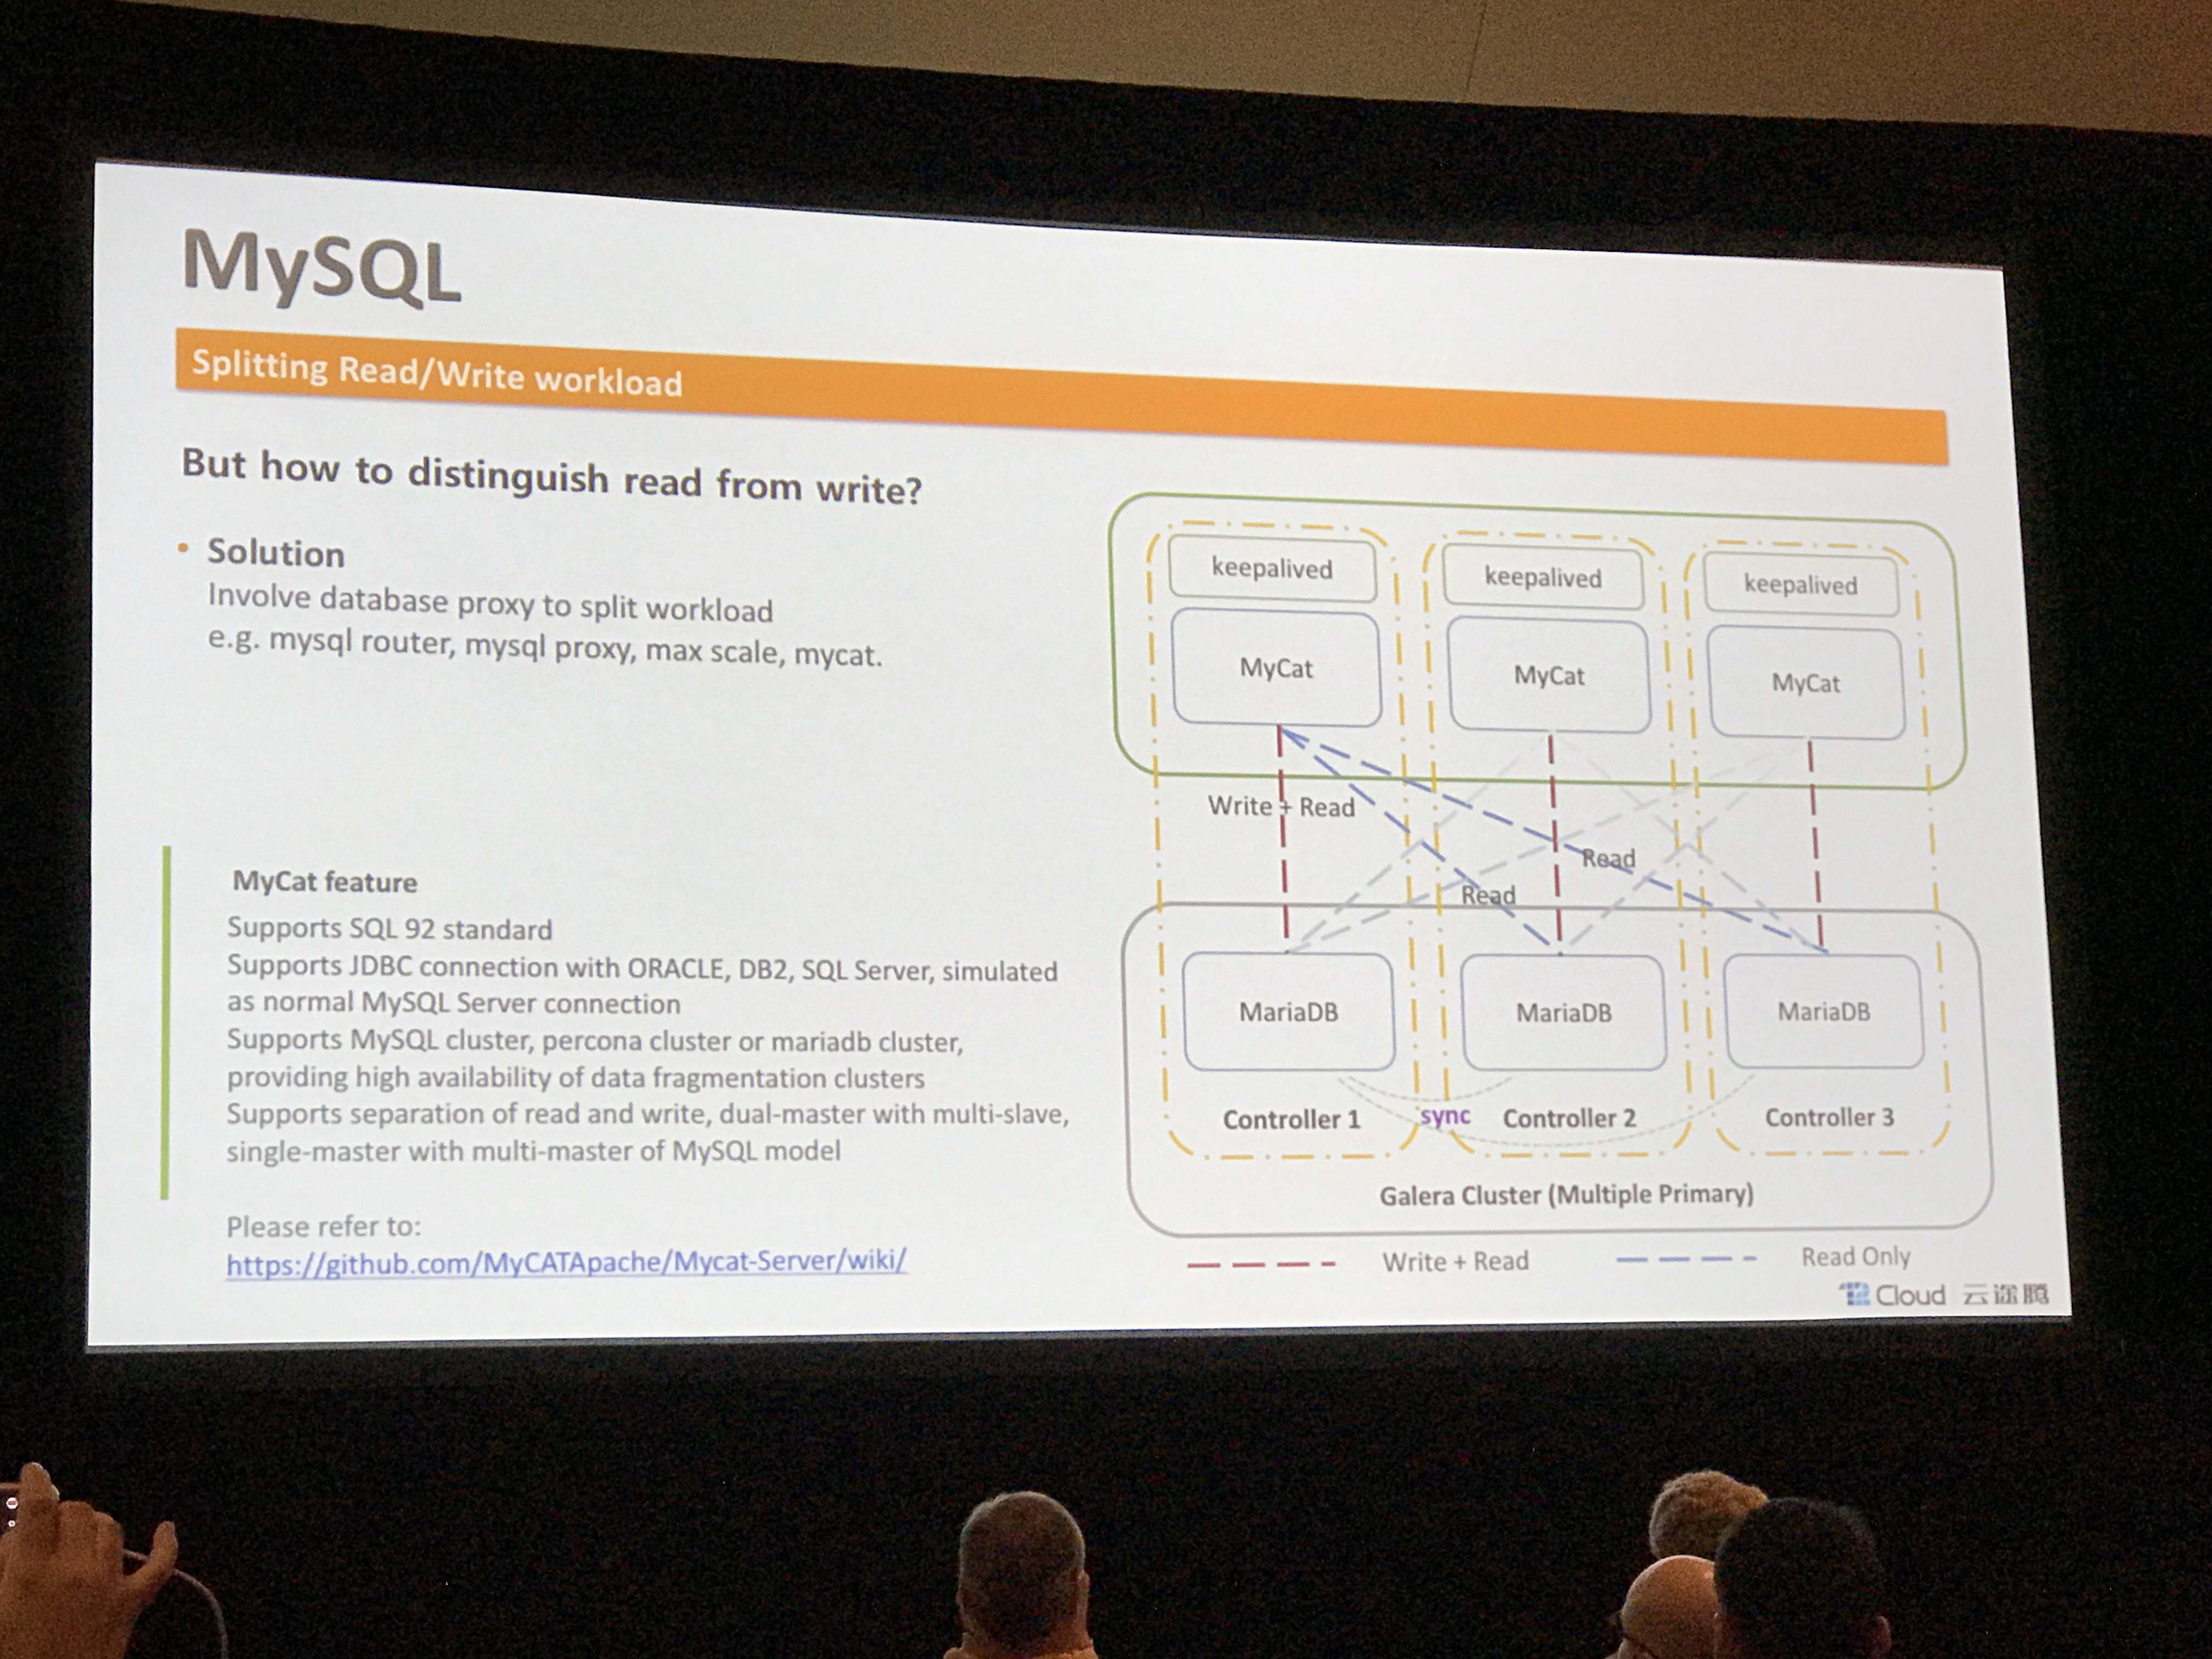 MySQL
Splitting Read/Write workload
But how to distinguish read from write?
• Solution
Involve database proxy to split workload
e.g. mysql router, mysql proxy, max scale, mycat.
MyCat feature
Supports SQL 92 standard
Supports JDBC connection with ORACLE, DB2, SQL Server, simulated
as normal MySQL Server connection
Supports MySQL cluster, percona cluster or mariadb cluster,
providing high availability of data fragmentation clusters
Supports separation of read and write, dual-master with multi-slave,
single-master with multi-master of MySQL model
Please refer to:
https://github.com/MyCATApache/Mycat-Server/wiki/
keepalived
keepalived
keepalived
MyCat
MyCat
MyCat
Write + Read
Read
Read
MariaDB
MariaDB
MariaDB
Controller 1
sync
Controller 2
Controller 3
Galera Cluster (Multiple Primary)
Write + Read
Read Only
Cloud 云途腾